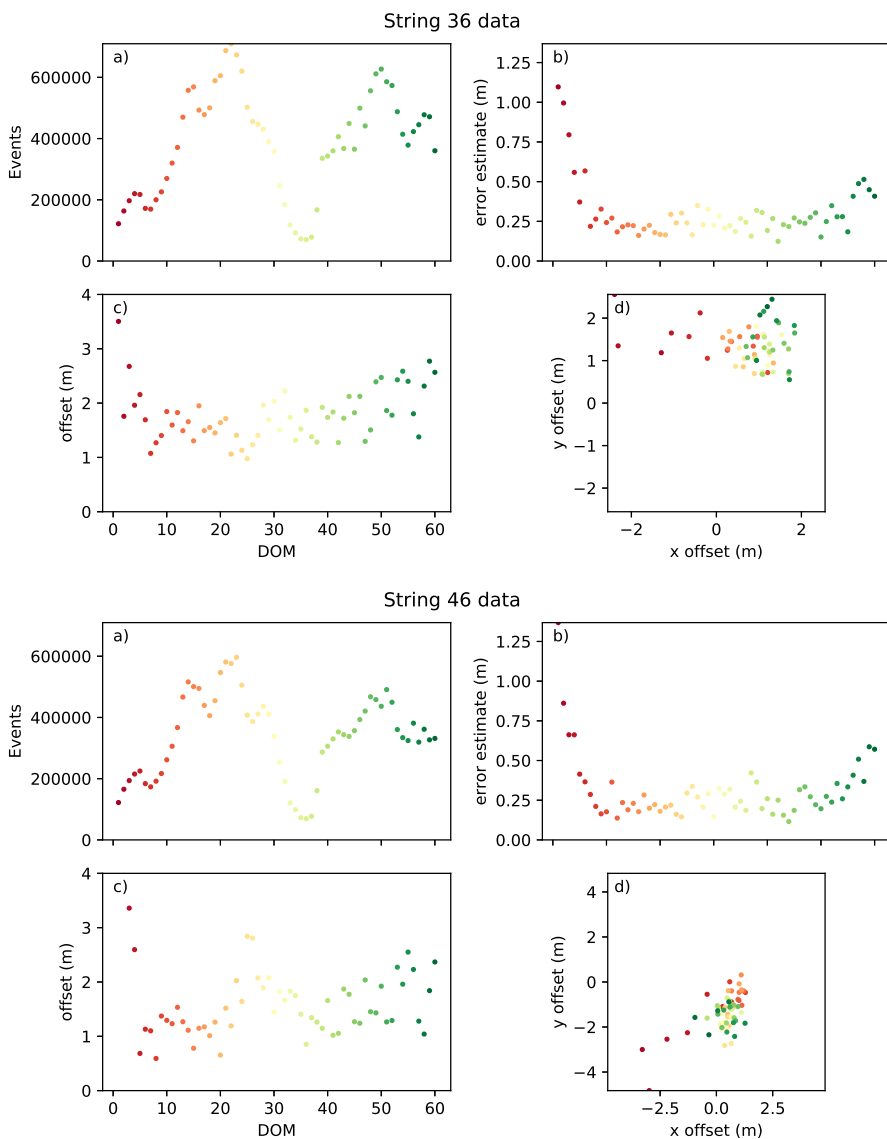 String 36 data
a)
600000
400000
200000
0
Events
b)
1.25
1.00
0.75
0.50
0.25
0.00
error estimate (m)
c)
4
3
2
1
0
offset (m)
0 10 20 30 40 50 60
DOM
d)
2
1
0
−1
−2
y offset (m)
−2 0 2
x offset (m)
String 46 data
a)
600000
400000
200000
0
Events
b)
1.25
1.00
0.75
0.50
0.25
0.00
error estimate (m)
c)
4
3
2
1
0
offset (m)
0 10 20 30 40 50 60
DOM
d)
4
2
0
−2
−4
y offset (m)
−2.5 0.0 2.5
x offset (m)